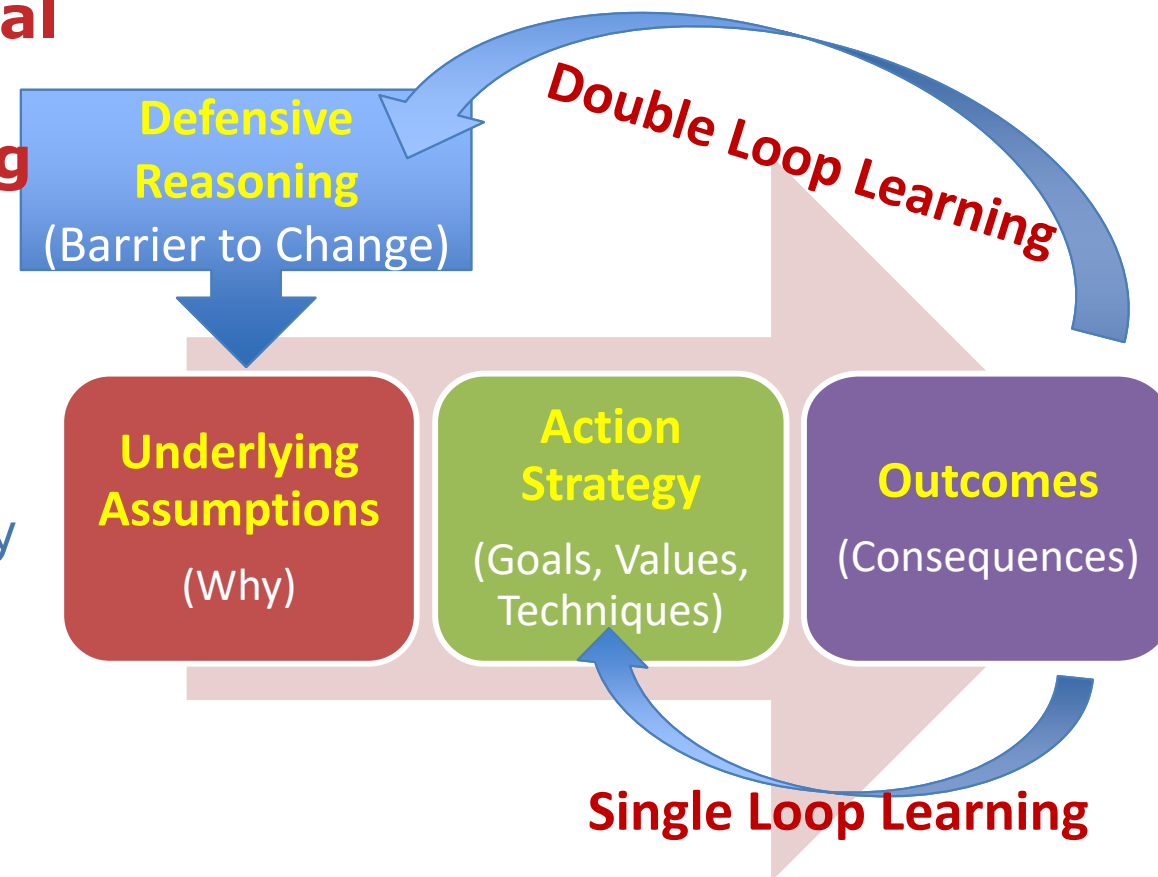 al
g
Defensive
Reasoning
(Barrier to Change)
Double Loop Learning
y
Underlying
Assumptions
(Why)
Action
Strategy
(Goals, Values,
Techniques)
Outcomes
(Consequences)
Single Loop Learning